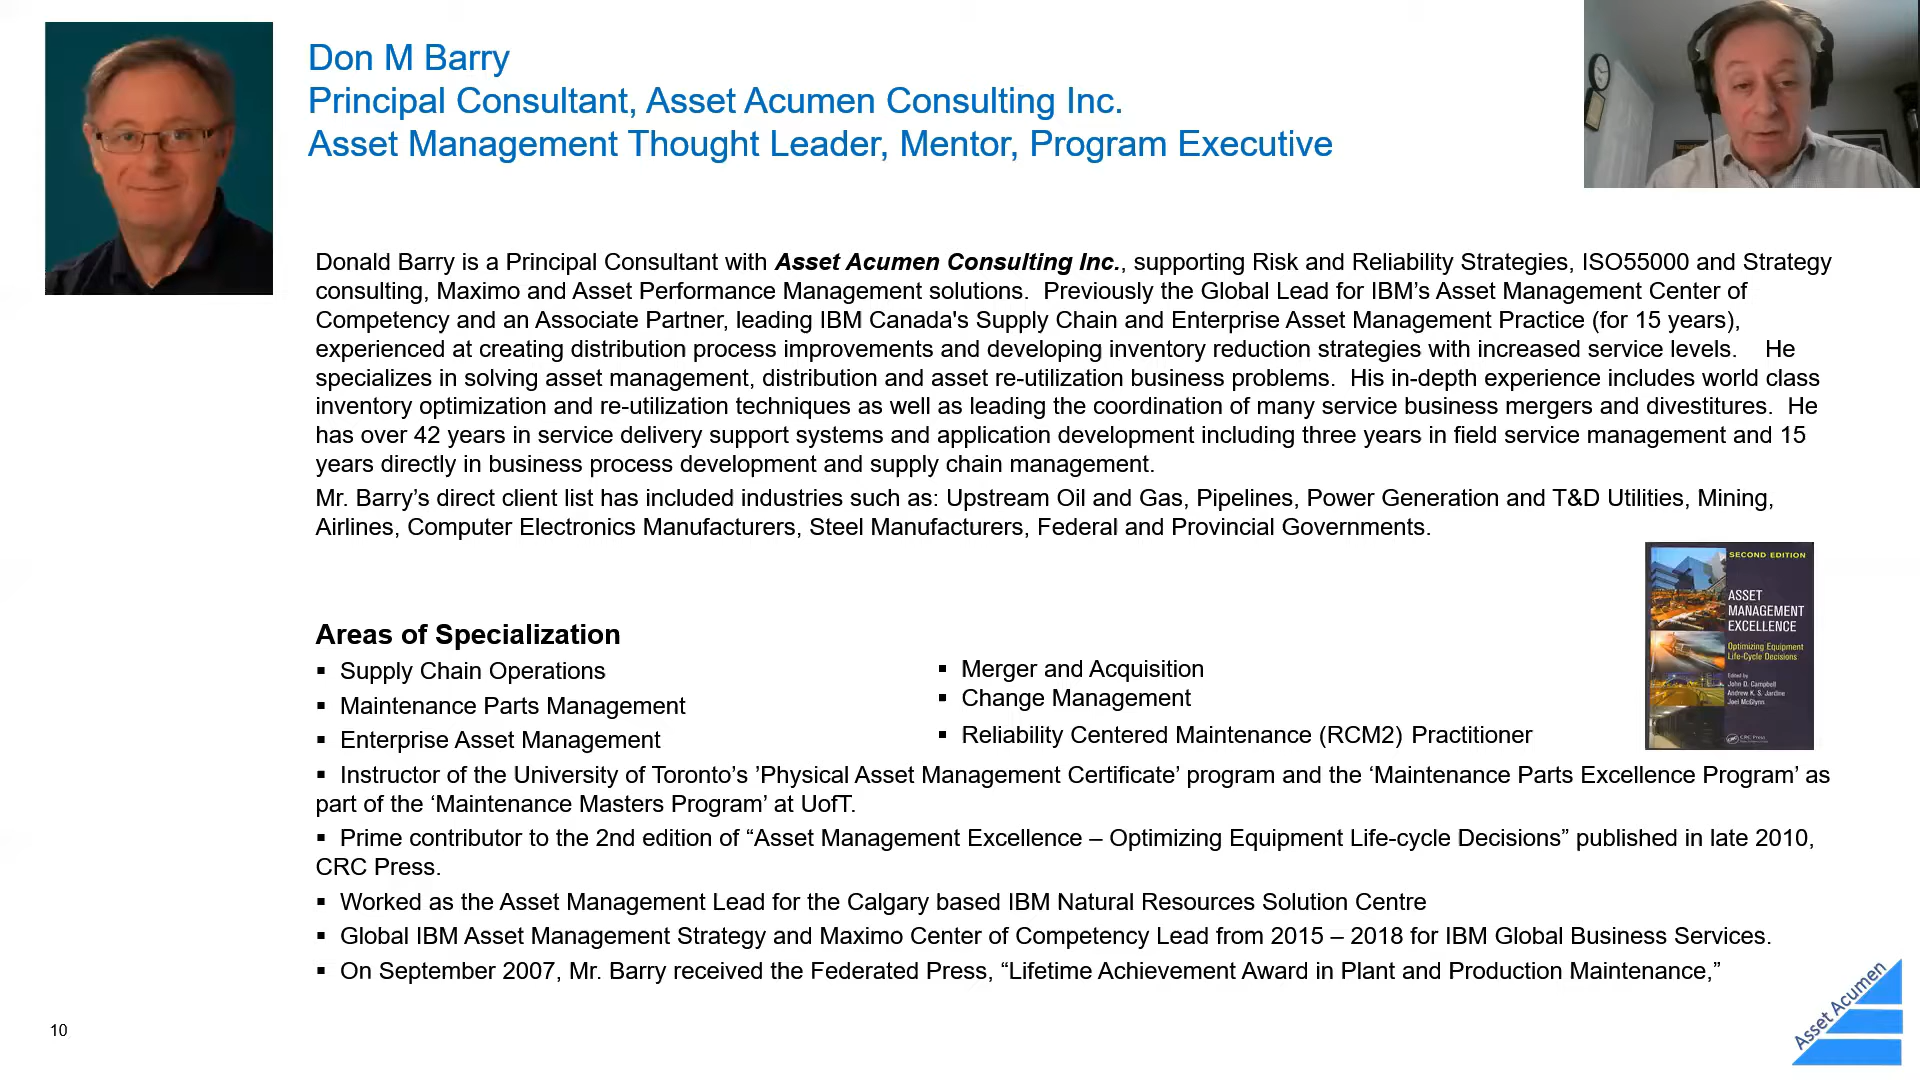 Don M Barry
Principal Consultant, Asset Acumen Consulting Inc.
Asset Management Thought Leader, Mentor, Program Executive
Donald Barry is a Principal Consultant with Asset Acumen Consulting Inc., supporting Risk and Reliability Strategies, ISO55000 and Strategy
consulting, Maximo and Asset Performance Management solutions.  Previously the Global Lead for IBM’s Asset Management Center of
Competency and an Associate Partner, leading IBM Canada's Supply Chain and Enterprise Asset Management Practice (for 15 years),
experienced at creating distribution process improvements and developing inventory reduction strategies with increased service levels.    He
specializes in solving asset management, distribution and asset re-utilization business problems.  His in-depth experience includes world class
inventory optimization and re-utilization techniques as well as leading the coordination of many service business mergers and divestitures.  He
has over 42 years in service delivery support systems and application development including three years in field service management and 15
years directly in business process development and supply chain management.
Mr. Barry’s direct client list has included industries such as: Upstream Oil and Gas, Pipelines, Power Generation and T&D Utilities, Mining,
Airlines, Computer Electronics Manufacturers, Steel Manufacturers, Federal and Provincial Governments.
SECOND EDITION
ASSET
MANAGEMENT
EXCELLENCE
Optimizing Equipment
Life-Cycle Decisions
Edited by
John D. Campbell
Andrew K. S. Jardine
Joel McGlynn
CRC Press
Areas of Specialization
▪ Supply Chain Operations
▪ Maintenance Parts Management
▪ Enterprise Asset Management
▪ Merger and Acquisition
▪ Change Management
▪ Reliability Centered Maintenance (RCM2) Practitioner
▪ Instructor of the University of Toronto’s ’Physical Asset Management Certificate’ program and the ‘Maintenance Parts Excellence Program’ as
part of the ‘Maintenance Masters Program’ at UofT.
▪ Prime contributor to the 2nd edition of “Asset Management Excellence – Optimizing Equipment Life-cycle Decisions” published in late 2010,
CRC Press.
▪ Worked as the Asset Management Lead for the Calgary based IBM Natural Resources Solution Centre
▪ Global IBM Asset Management Strategy and Maximo Center of Competency Lead from 2015 – 2018 for IBM Global Business Services.
▪ On September 2007, Mr. Barry received the Federated Press, “Lifetime Achievement Award in Plant and Production Maintenance,”
10
Asset Acumen